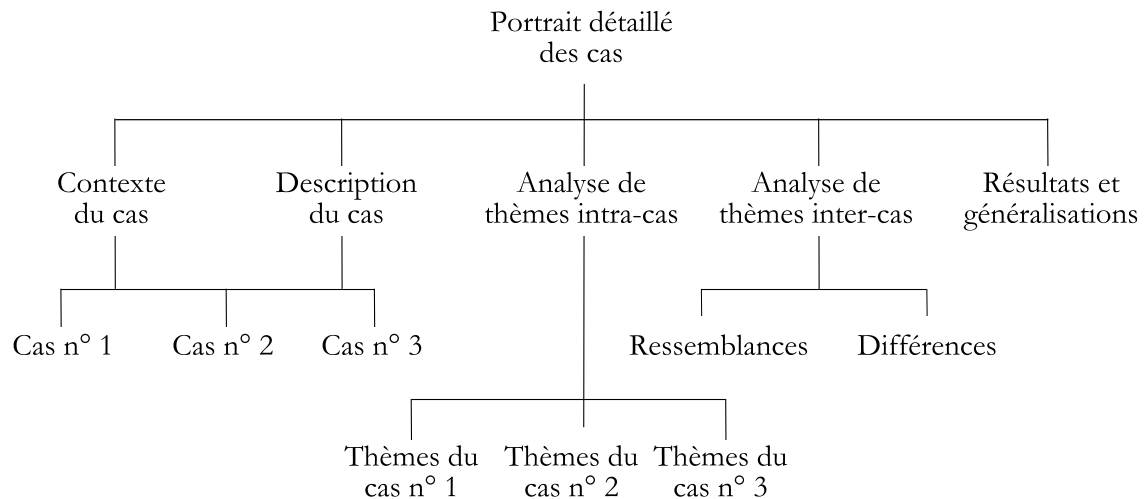 Portrait détaillé
des cas
Contexte
du cas
Description
du cas
Analyse de
thèmes intra-cas
Analyse de
thèmes inter-cas
Résultats et
généralisations
Cas n° 1
Cas n° 2
Cas n° 3
Ressemblances
Différences
Thèmes du
cas n° 1
Thèmes du
cas n° 2
Thèmes du
cas n° 3